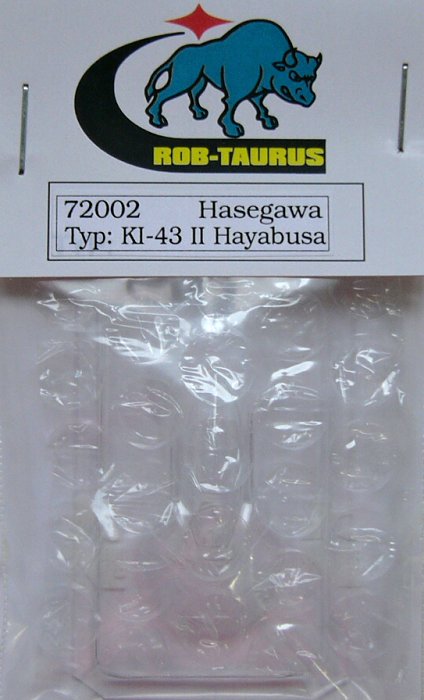 ROB-TAURUS
72002 Hasegawa
Typ: KI-43 II Hayabusa